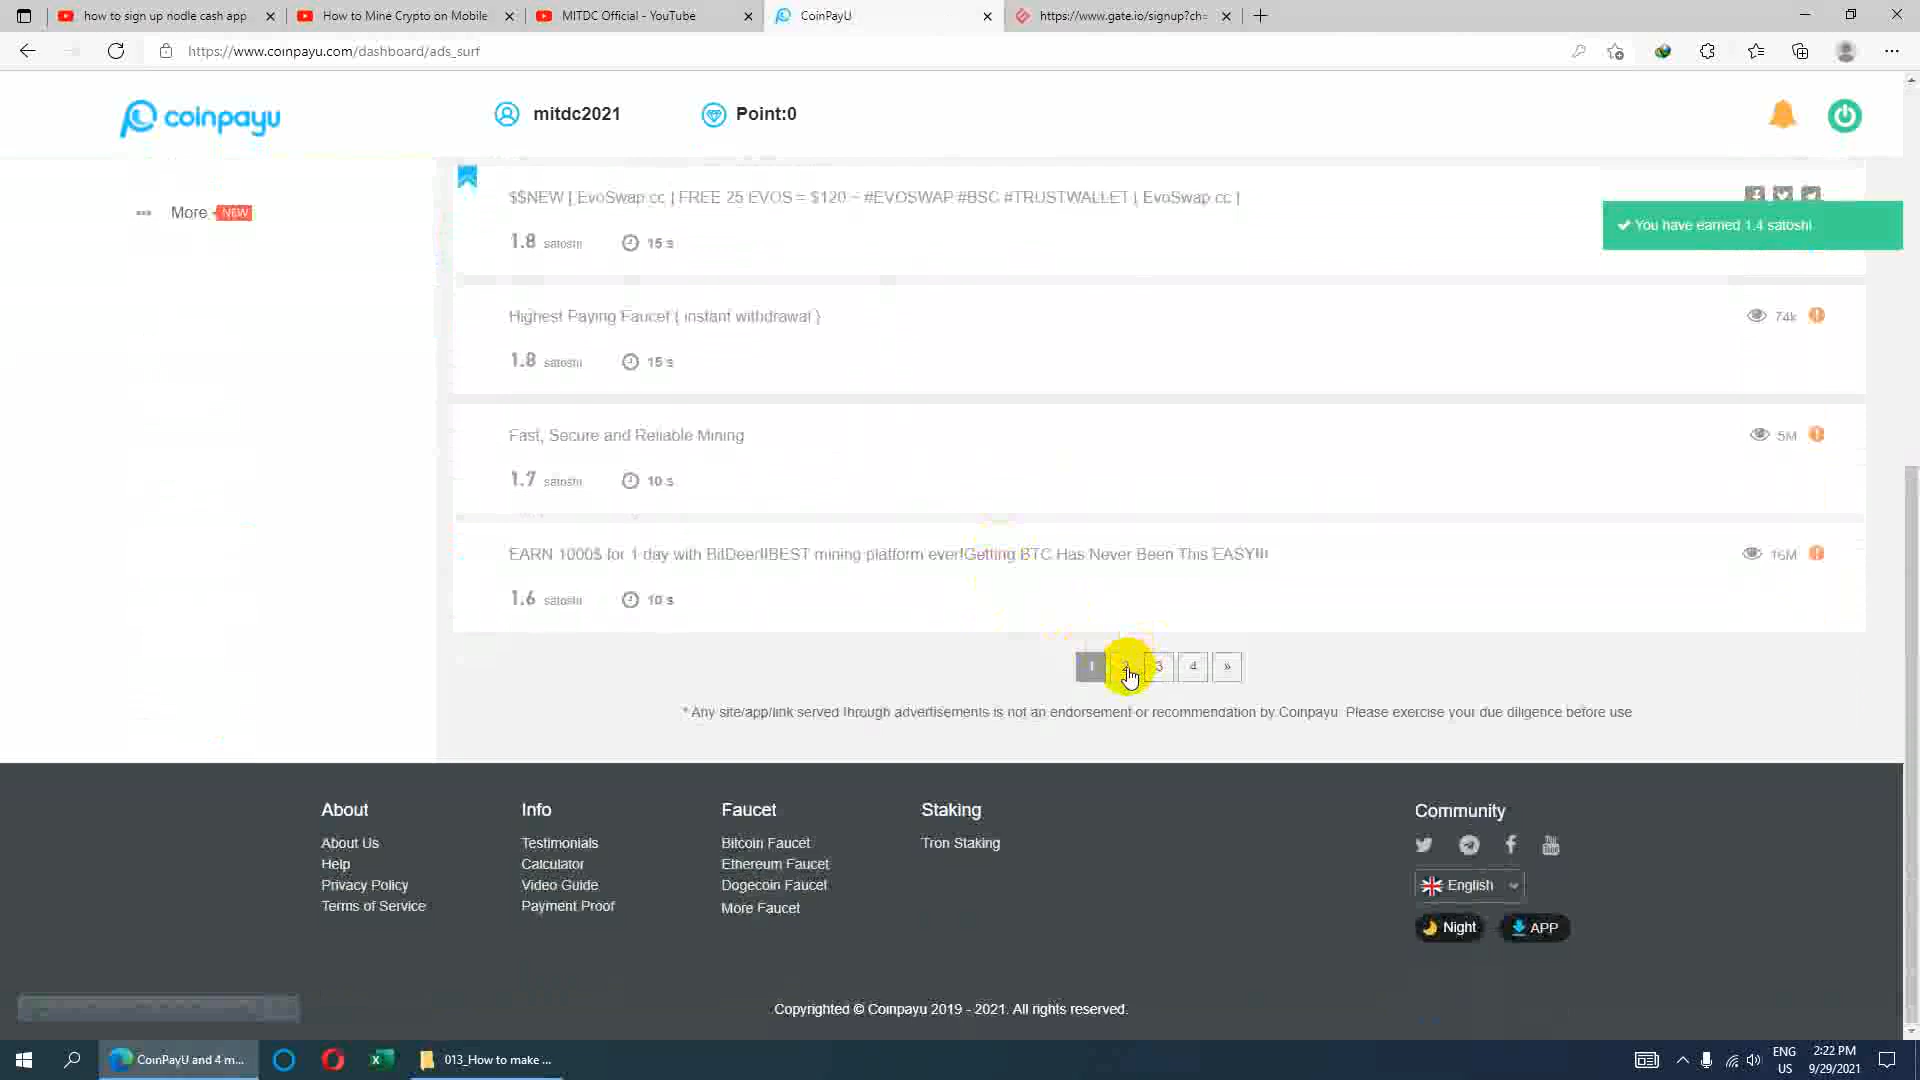 how to sign up nodle cash app
How to Mine Crypto on Mobile
MITDC Official - YouTube
CoinPayU
https://www.gate.io/signup?ch=
https://www.coinpayu.com/dashboard/ads_surf
coinpayu
mitdc2021
Point:0
More - NEW
$$NEW [ EvoSwap.cc ] FREE 25 EVOS = $120 ~ #EVOSWAP #BSC #TRUSTWALLET [ EvoSwap.cc ]
You have earned 1.4 satoshi
1.8 satoshi 15 s
Highest Paying Faucet { instant withdrawal }
74k
1.8 satoshi 15 s
Fast, Secure and Reliable Mining
5M
1.7 satoshi 10 s
EARN 1000$ for 1 day with BitDeer!!BEST mining platform ever!Getting BTC Has Never Been This EASY!!!
16M
1.6 satoshi 10 s
1 2 3 4 »
* Any site/app/link served through advertisements is not an endorsement or recommendation by Coinpayu. Please exercise your due diligence before use
About
Info
Faucet
Staking
Community
About Us
Testimonials
Bitcoin Faucet
Tron Staking
Help
Calculator
Ethereum Faucet
Privacy Policy
Video Guide
Dogecoin Faucet
English
Terms of Service
Payment Proof
More Faucet
Night
APP
Copyrighted © Coinpayu 2019 - 2021. All rights reserved.
CoinPayU and 4 m...
013_How to make ...
ENG
US
2:22 PM
9/29/2021